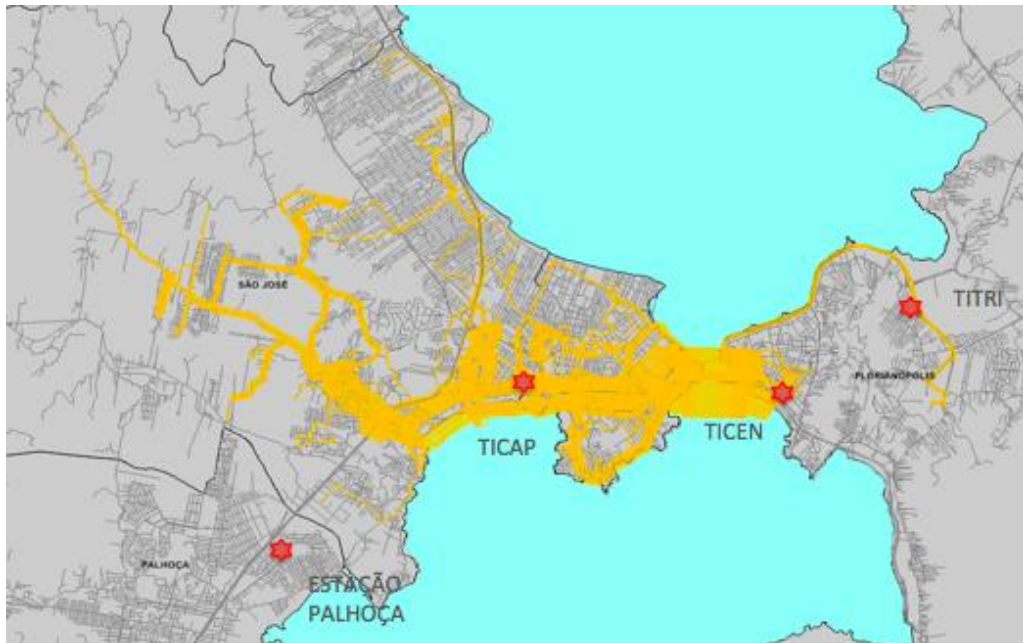 TITRI
SÃO JOSÉ
FLORIANÓPOLIS
TICEN
TICAP
PALHOÇA
ESTAÇÃO
PALHOÇA